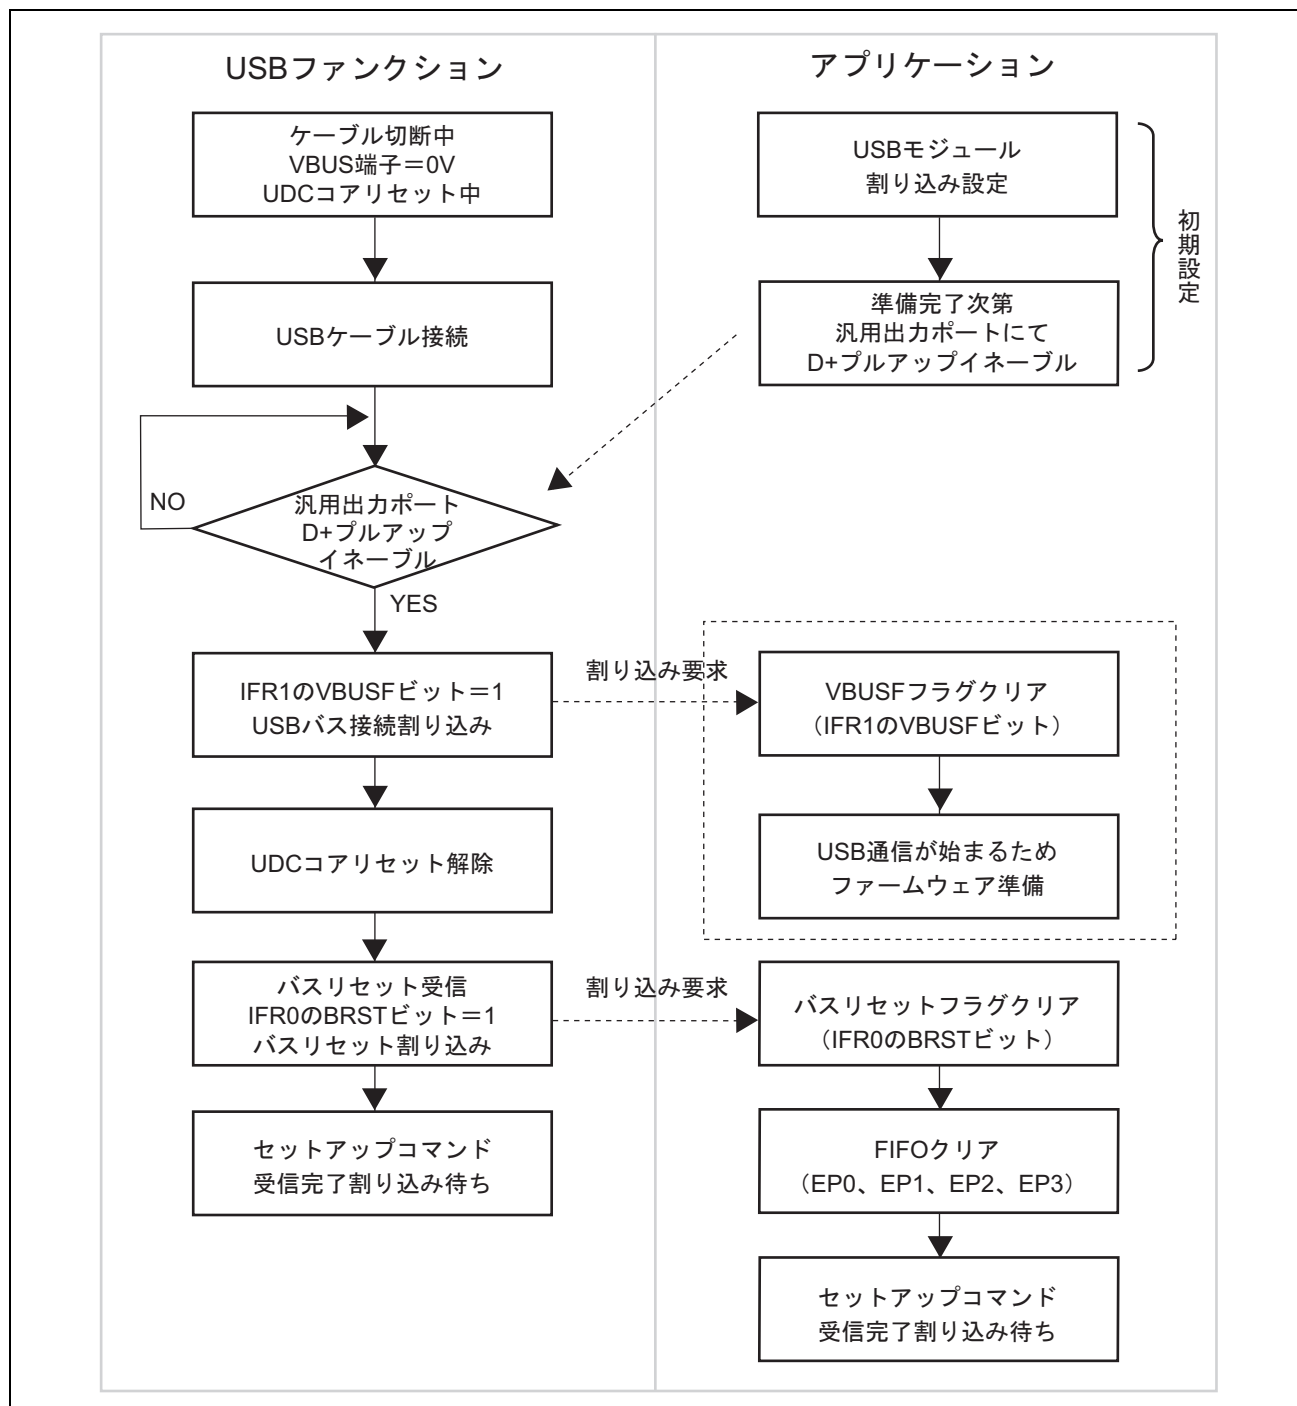 USBファンクション
ケーブル切断中
VBUS端子＝0V
UDCコアリセット中
USBケーブル接続
NO
汎用出力ポート
D+プルアップ
イネーブル
YES
IFR1のVBUSFビット＝1
USBバス接続割り込み
UDCコアリセット解除
バスリセット受信
IFR0のBRSTビット＝1
バスリセット割り込み
セットアップコマンド
受信完了割り込み待ち
割り込み要求
割り込み要求
アプリケーション
USBモジュール
割り込み設定
準備完了次第
汎用出力ポートにて
D+プルアップイネーブル
初期設定
VBUSFフラグクリア
（IFR1のVBUSFビット）
USB通信が始まるため
ファームウェア準備
バスリセットフラグクリア
（IFR0のBRSTビット）
FIFOクリア
（EP0、EP1、EP2、EP3）
セットアップコマンド
受信完了割り込み待ち